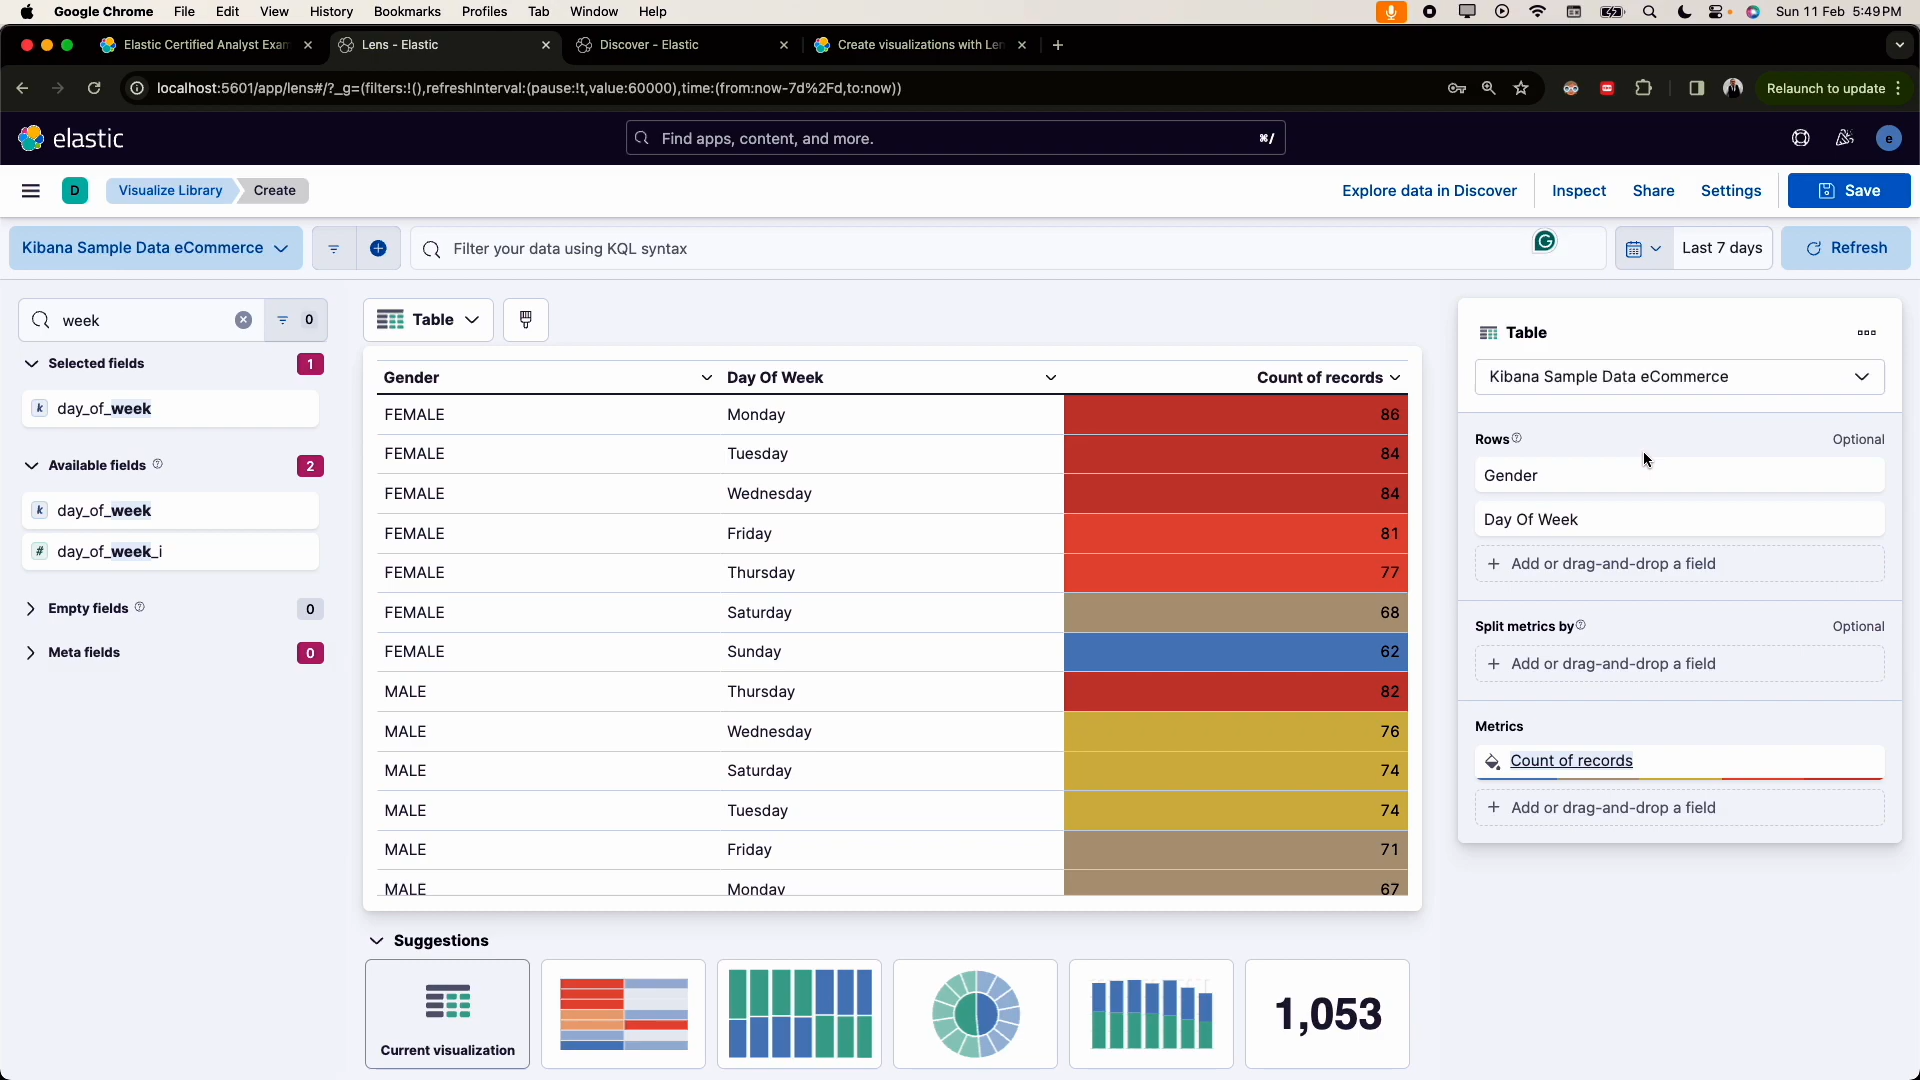 Google Chrome File Edit View History Bookmarks Profiles Tab Window Help Sun 11 Feb 5:49 PM
Elastic Certified Analyst Exam
Lens - Elastic
Discover - Elastic
Create visualizations with Len
localhost:5601/app/lens#/?_g=(filters:!(),refreshInterval:(pause:!t,value:60000),time:(from:now-7d%2Fd,to:now))
Relaunch to update
elastic
Find apps, content, and more.
⌘/
e
D
Visualize Library
Create
Explore data in Discover
Inspect
Share
Settings
Save
Kibana Sample Data eCommerce
Filter your data using KQL syntax
Last 7 days
Refresh
week
0
Selected fields 1
k day_of_week
Available fields 2
k day_of_week
# day_of_week_i
Empty fields 0
Meta fields 0
Table
Gender Day Of Week Count of records
FEMALE Monday 86
FEMALE Tuesday 84
FEMALE Wednesday 84
FEMALE Friday 81
FEMALE Thursday 77
FEMALE Saturday 68
FEMALE Sunday 62
MALE Thursday 82
MALE Wednesday 76
MALE Saturday 74
MALE Tuesday 74
MALE Friday 71
MALE Monday 67
Suggestions
Current visualization
1,053
Table
Kibana Sample Data eCommerce
Rows Optional
Gender
Day Of Week
+ Add or drag-and-drop a field
Split metrics by Optional
+ Add or drag-and-drop a field
Metrics
Count of records
+ Add or drag-and-drop a field